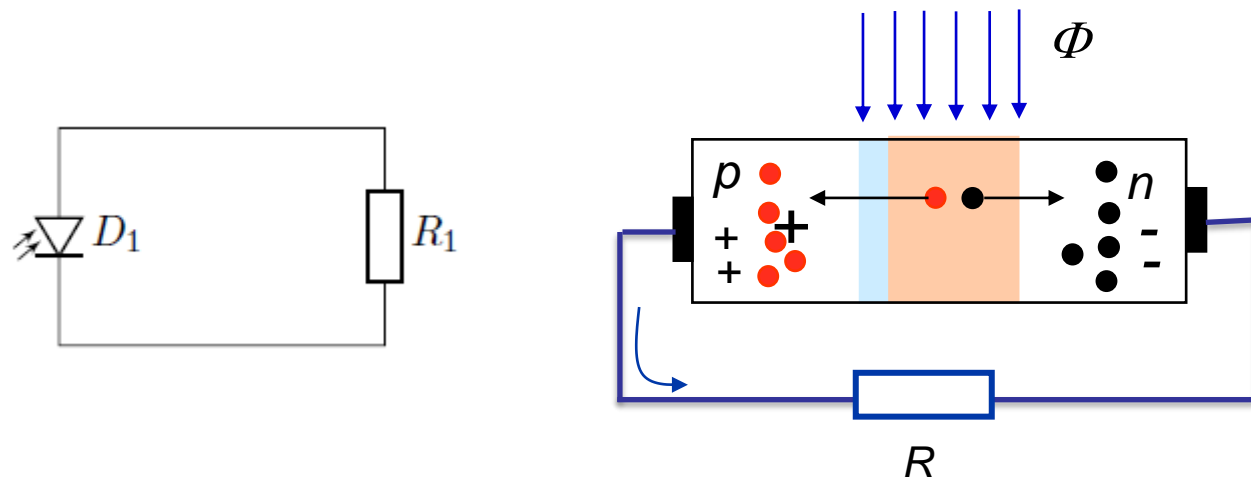 D₁
R₁
Φ
p
n
+
+
+
-
-
R